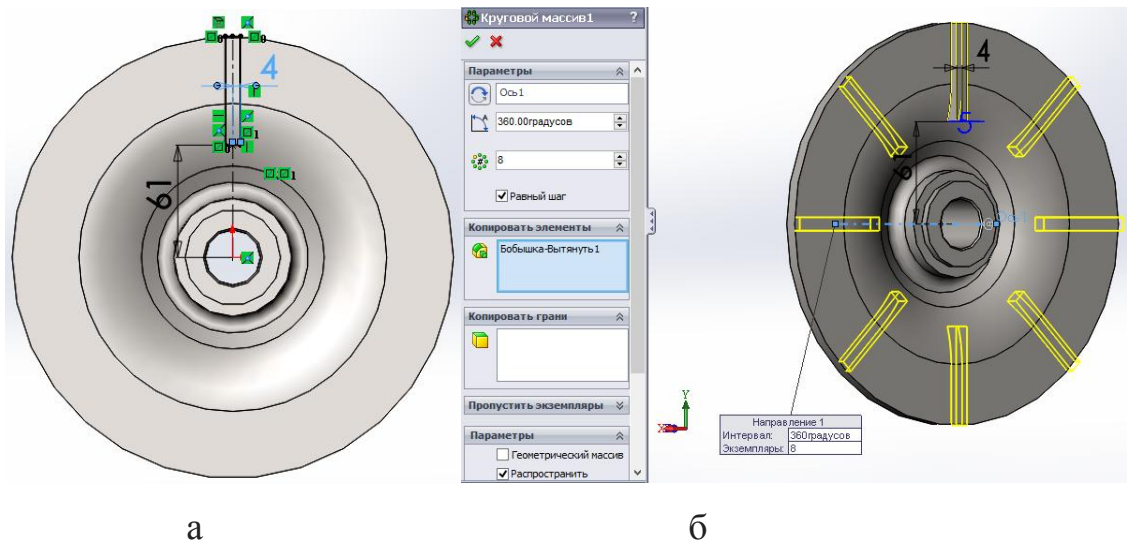 4
61
Круговой массив1 ?
Параметры
Ось1
360.00градусов
8
Равный шаг
Копировать элементы
Бобышка-Вытянуть1
Копировать грани
Пропустить экземпляры
Параметры
Геометрический массив
Распространить
4
5
61
Ось1
Y
X
Направление 1
Интервал: 360градусов
Экземпляры: 8
а
б